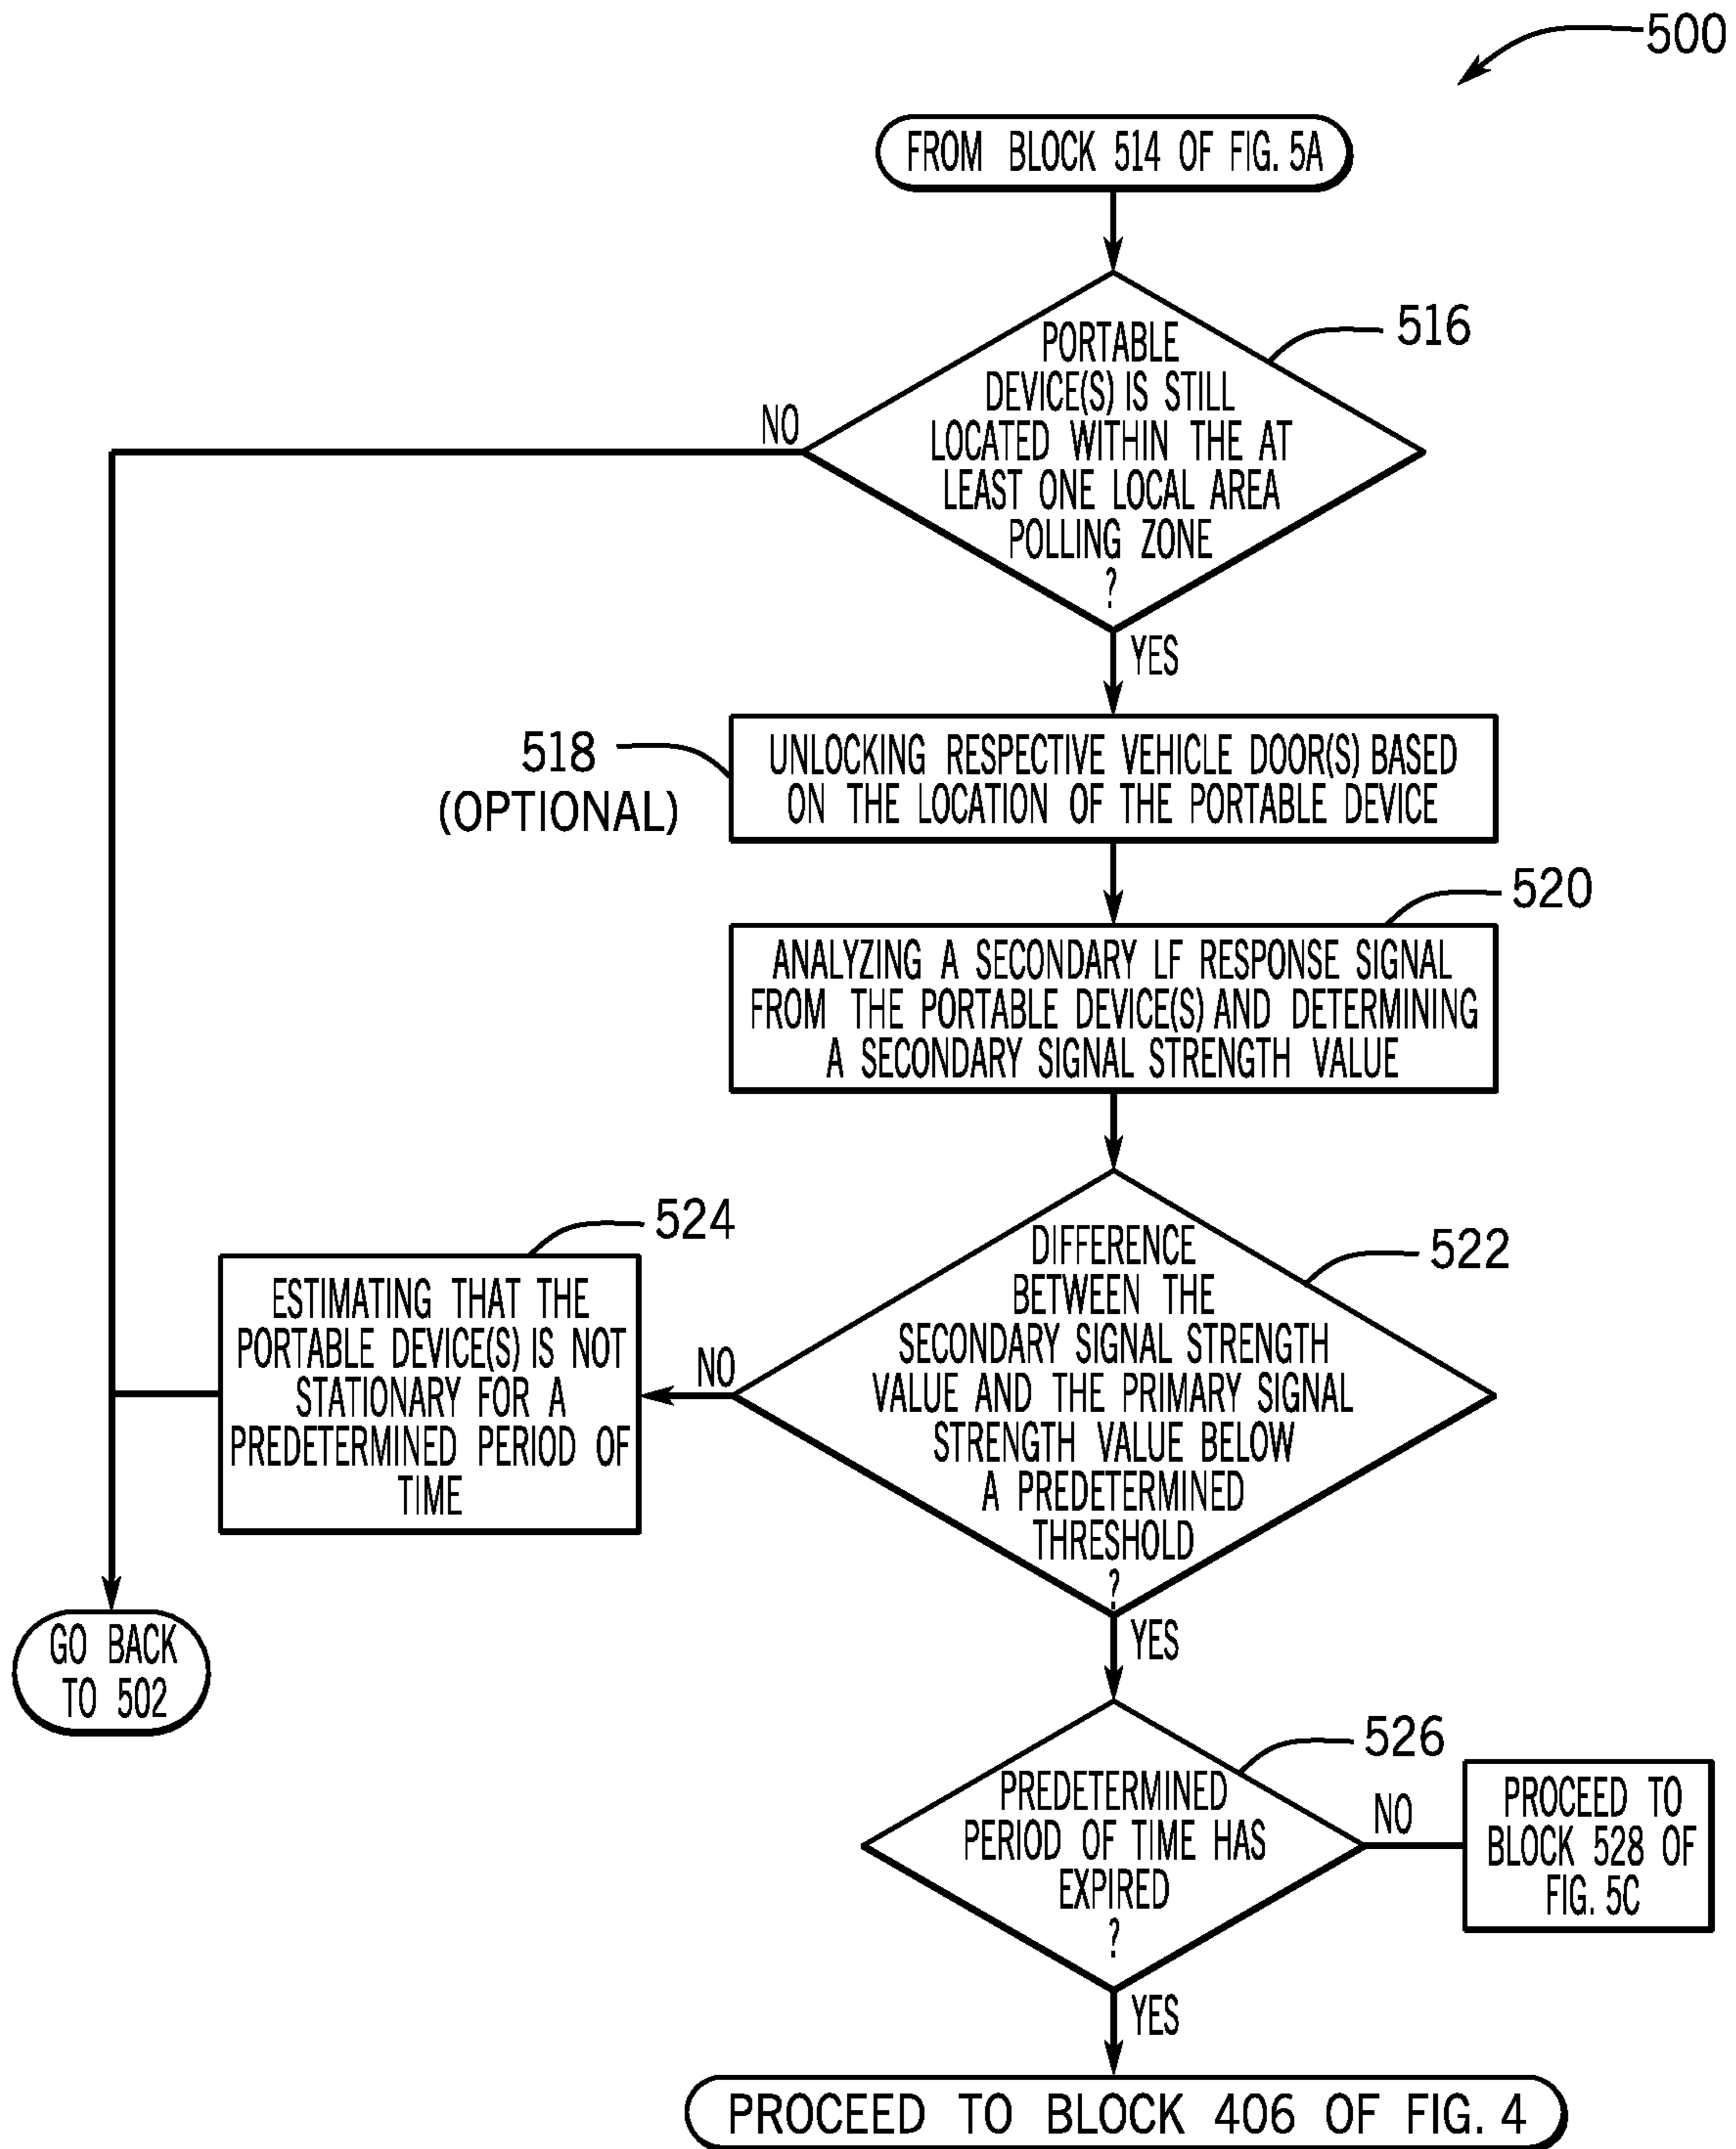 500
FROM BLOCK 514 OF FIG. 5A
516
PORTABLE
DEVICE(S) IS STILL
LOCATED WITHIN THE AT
LEAST ONE LOCAL AREA
POLLING ZONE
?
NO
YES
518
(OPTIONAL)
UNLOCKING RESPECTIVE VEHICLE DOOR(S) BASED
ON THE LOCATION OF THE PORTABLE DEVICE
520
ANALYZING A SECONDARY LF RESPONSE SIGNAL
FROM THE PORTABLE DEVICE(S) AND DETERMINING
A SECONDARY SIGNAL STRENGTH VALUE
522
DIFFERENCE
BETWEEN THE
SECONDARY SIGNAL STRENGTH
VALUE AND THE PRIMARY SIGNAL
STRENGTH VALUE BELOW
A PREDETERMINED
THRESHOLD
?
NO
524
ESTIMATING THAT THE
PORTABLE DEVICE(S) IS NOT
STATIONARY FOR A
PREDETERMINED PERIOD OF
TIME
GO BACK
TO 502
YES
526
PREDETERMINED
PERIOD OF TIME HAS
EXPIRED
?
NO
PROCEED TO
BLOCK 528 OF
FIG. 5C
YES
PROCEED TO BLOCK 406 OF FIG. 4